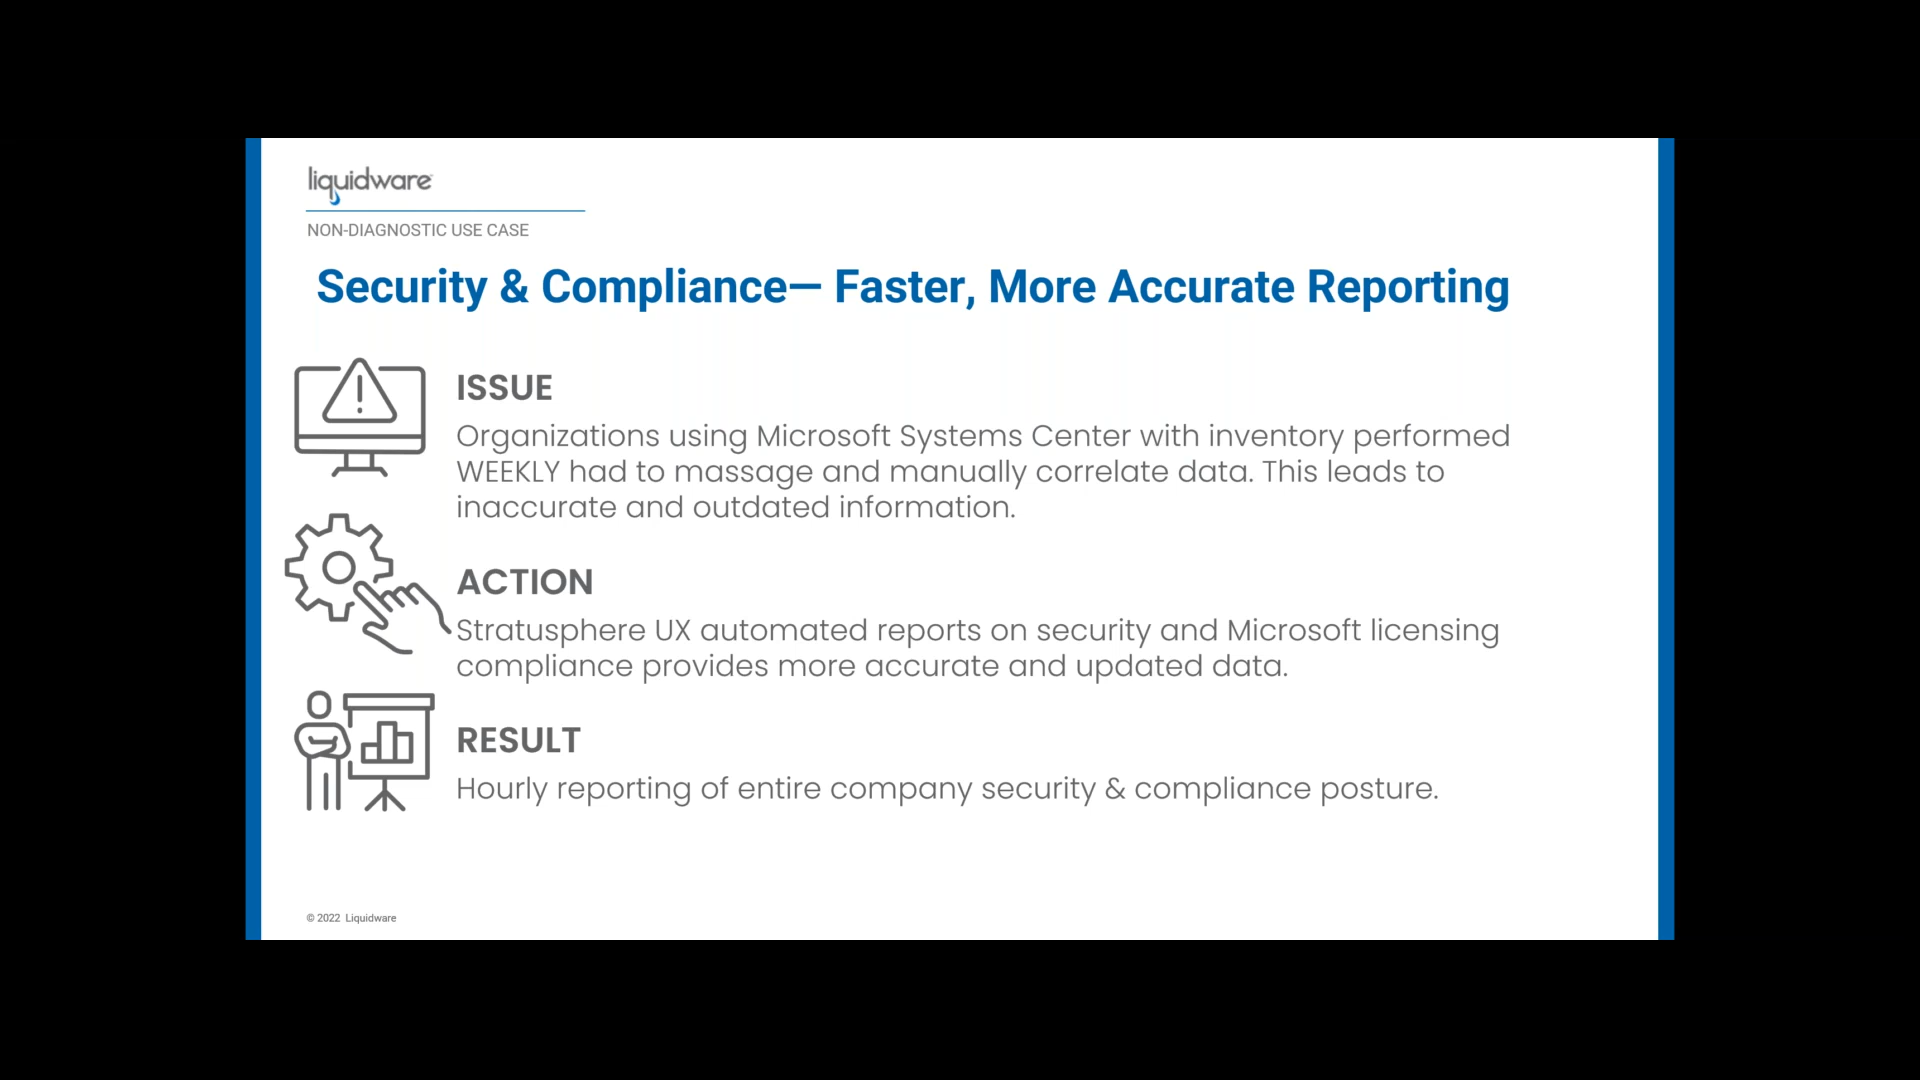 liquidware
NON-DIAGNOSTIC USE CASE
Security & Compliance— Faster, More Accurate Reporting
ISSUE
Organizations using Microsoft Systems Center with inventory performed
WEEKLY had to massage and manually correlate data. This leads to
inaccurate and outdated information.
ACTION
Stratusphere UX automated reports on security and Microsoft licensing
compliance provides more accurate and updated data.
RESULT
Hourly reporting of entire company security & compliance posture.
© 2022 Liquidware